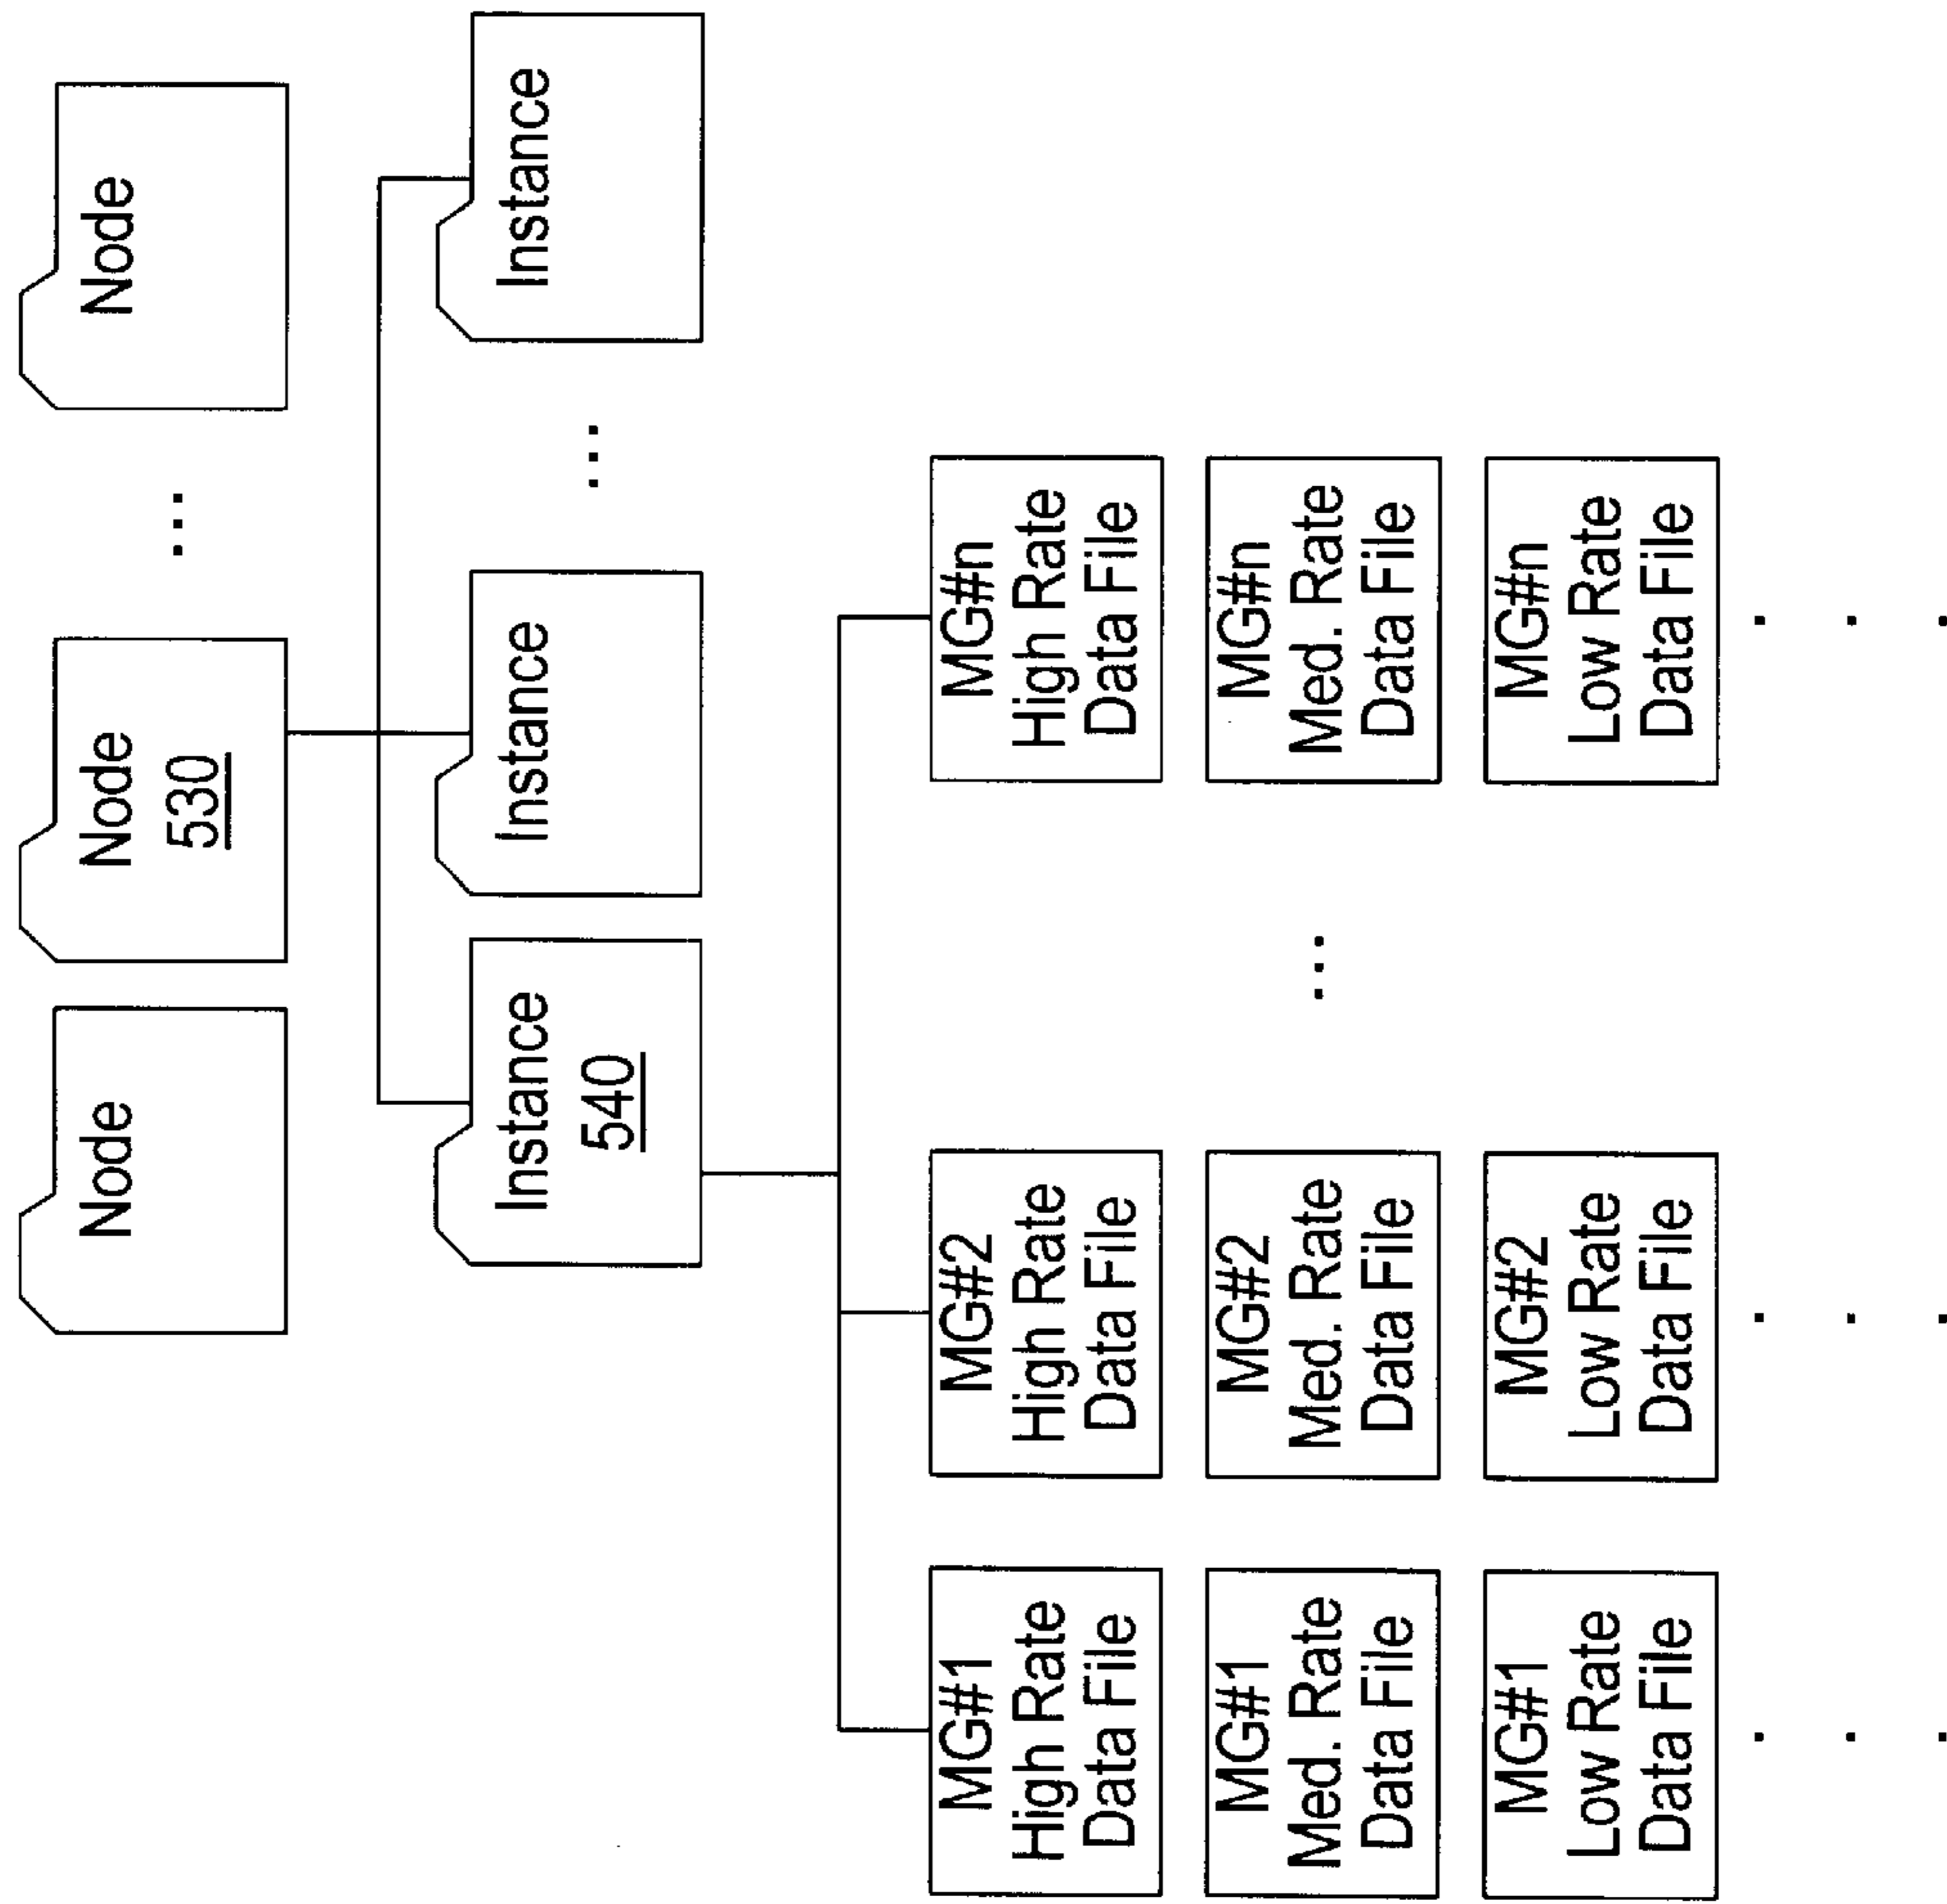 Node
Node
530
...
Node
Instance
540
Instance
...
Instance
MG#1
High Rate
Data File
MG#2
High Rate
Data File
MG#n
High Rate
Data File
MG#1
Med. Rate
Data File
MG#2
Med. Rate
Data File
...
MG#n
Med. Rate
Data File
MG#1
Low Rate
Data File
MG#2
Low Rate
Data File
MG#n
Low Rate
Data File